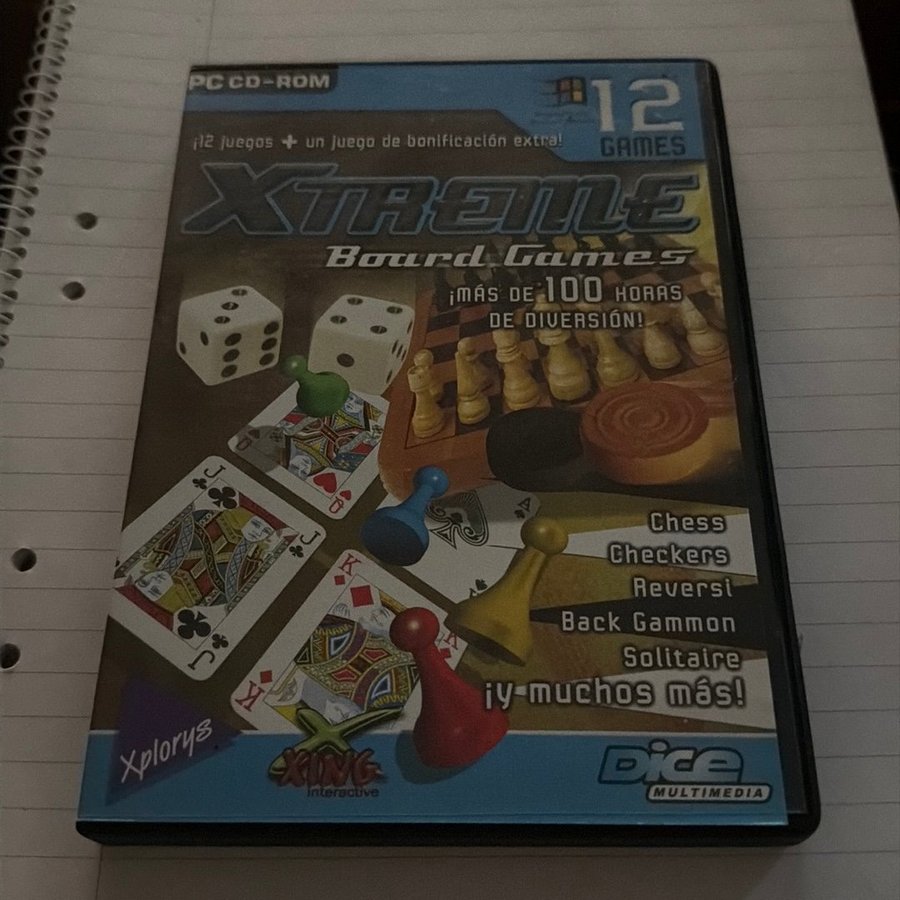 PC CD-ROM
12
GAMES
¡12 juegos + un juego de bonificación extra!
XTREME
Board Games
¡MÁS DE 100 HORAS
DE DIVERSIÓN!
Q
Q
A
J
J
J
K
K
K
Chess
Checkers
Reversi
Back Gammon
Solitaire
¡y muchos más!
Xplorys
XING
interactive
Dice
MULTIMEDIA